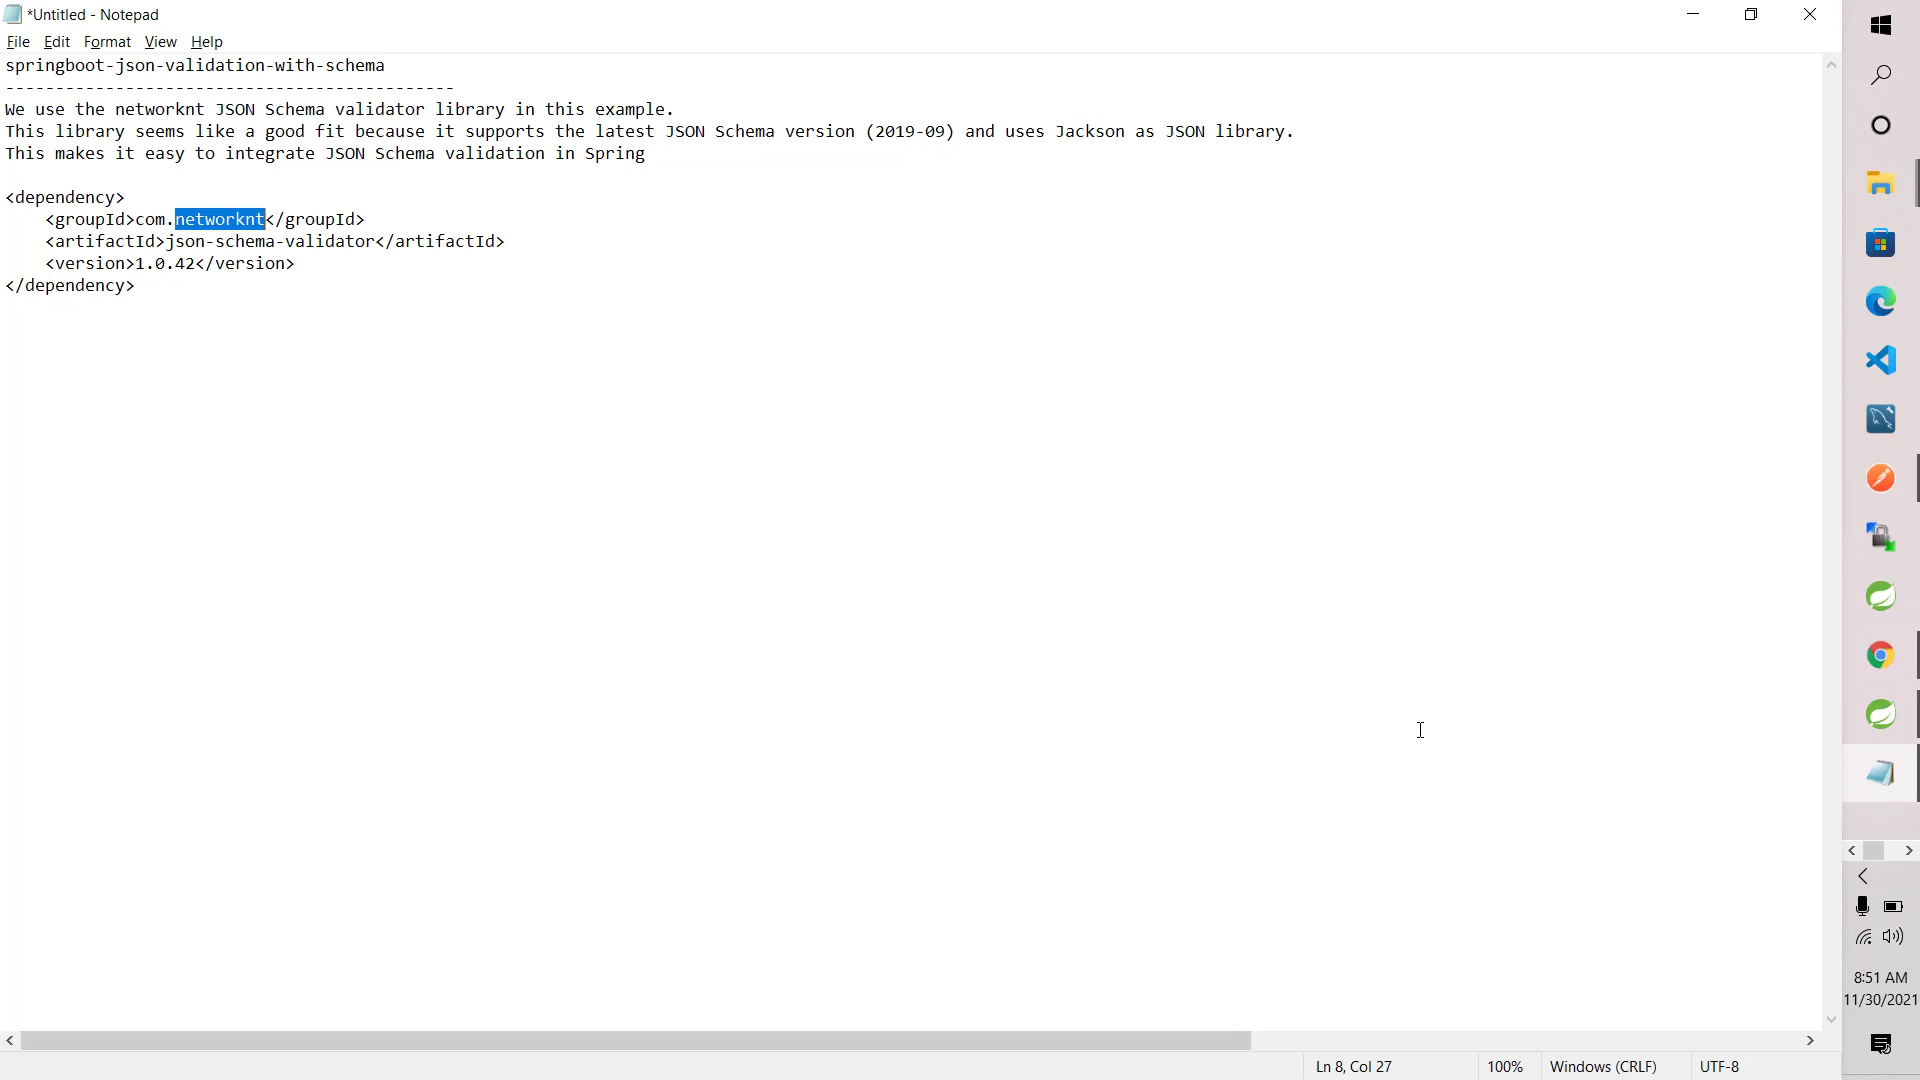 *Untitled - Notepad
File Edit Format View Help
springboot-json-validation-with-schema
---------------------------------------------
We use the networknt JSON Schema validator library in this example.
This library seems like a good fit because it supports the latest JSON Schema version (2019-09) and uses Jackson as JSON library.
This makes it easy to integrate JSON Schema validation in Spring
<dependency>
    <groupId>com.networknt</groupId>
    <artifactId>json-schema-validator</artifactId>
    <version>1.0.42</version>
</dependency>
8:51 AM
11/30/2021
Ln 8, Col 27 100% Windows (CRLF) UTF-8